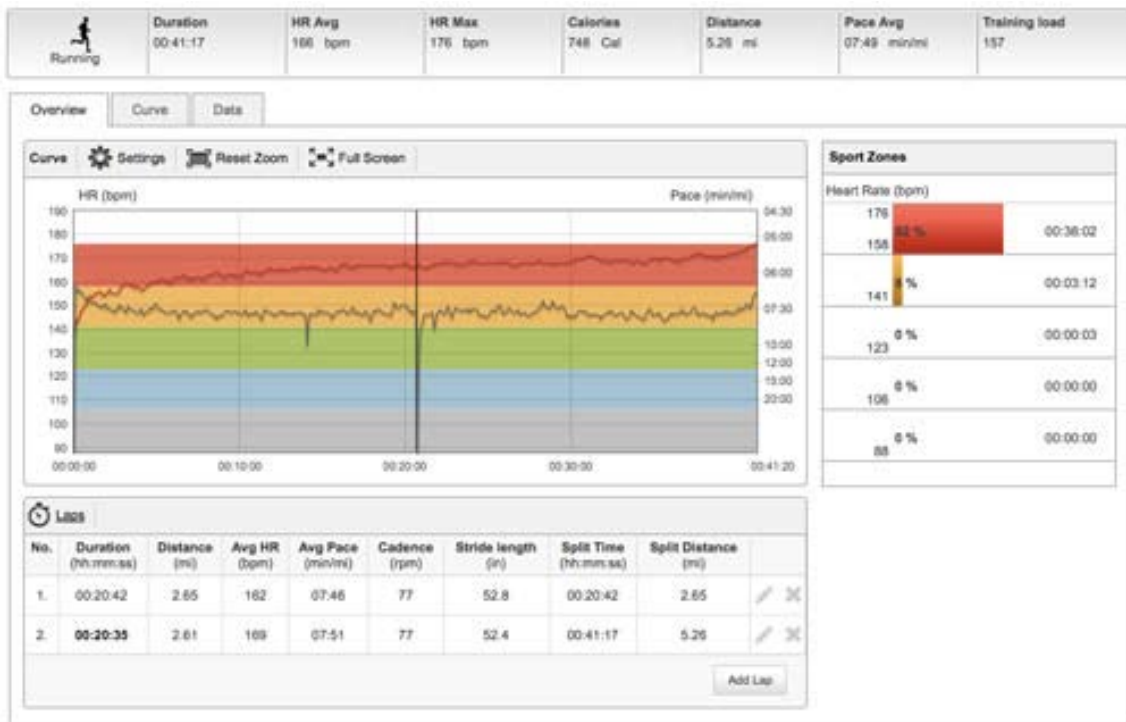 Duration HR Avg HR Max Calories Distance Pace Avg Training load
00:41:17 166 bpm 176 bpm 748 Cal 5.26 mi 07:49 min/mi 157
Running
Overview Curve Data
Curve Settings Reset Zoom Full Screen
HR (bpm) Pace (min/mi)
190 04:30
180 05:00
170
160 06:00
150 07:30
140
130 10:00
120 12:00
110 15:00
100 20:00
90
00:00:00 00:10:00 00:20:00 00:30:00 00:41:20
Sport Zones
Heart Rate (bpm)
176
158 92 % 00:38:02
141 8 % 00:03:12
123 0 % 00:00:03
106 0 % 00:00:00
88 0 % 00:00:00
Laps
No. Duration Distance Avg HR Avg Pace Cadence Stride length Split Time Split Distance
(hh:mm:ss) (mi) (bpm) (min/mi) (rpm) (in) (hh:mm:ss) (mi)
1. 00:20:42 2.65 162 07:46 77 52.8 00:20:42 2.65
2. 00:20:35 2.61 169 07:51 77 52.4 00:41:17 5.26
Add Lap